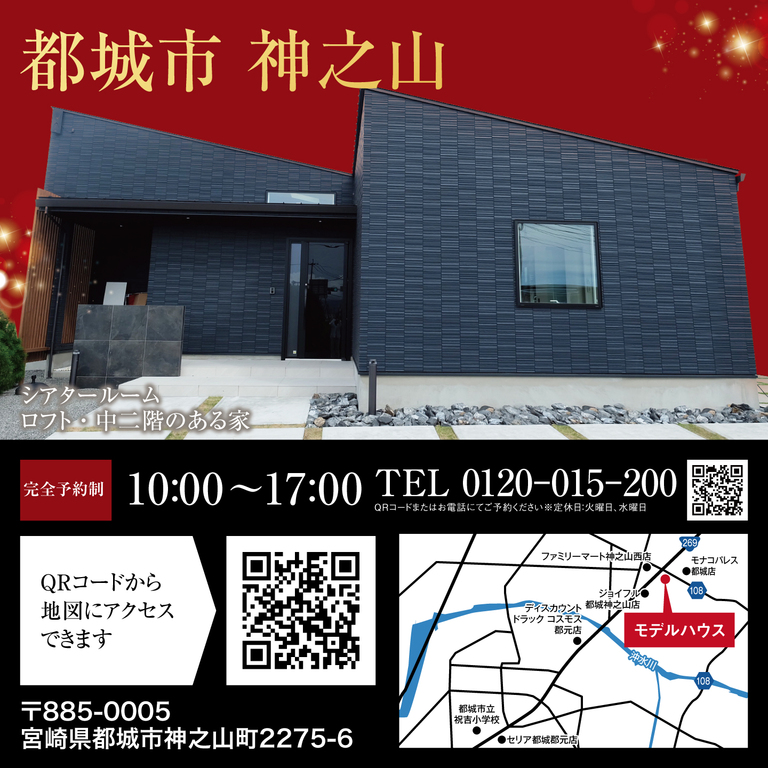 都城市 神之山
シアタールーム
ロフト・中二階のある家
完全予約制
10:00～17:00
TEL 0120-015-200
QRコードまたはお電話にてご予約ください※定休日:火曜日、水曜日
QRコードから
地図にアクセス
できます
〒885-0005
宮崎県都城市神之山町2275-6
269
ファミリーマート神之山西店
モナコパレス
都城店
108
ジョイフル
都城神之山店
ディスカウント
ドラック コスモス
郡元店
モデルハウス
沖水川
108
都城市立
祝吉小学校
セリア都城郡元店